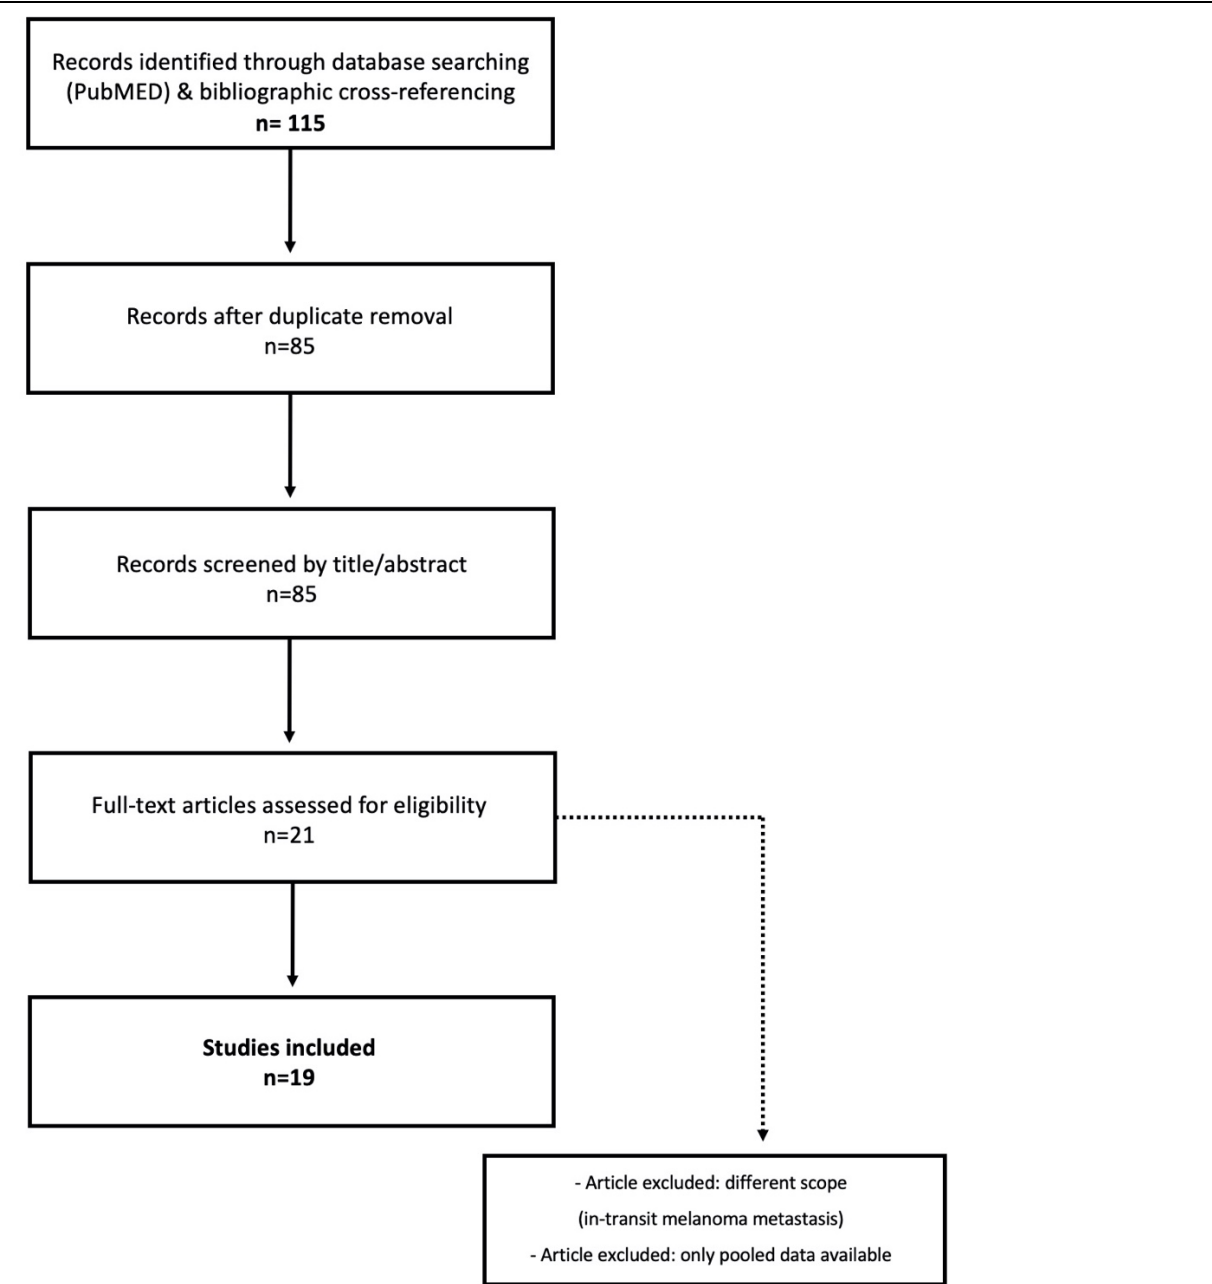 Records identified through database searching
(PubMED) & bibliographic cross-referencing
n= 115
Records after duplicate removal
n=85
Records screened by title/abstract
n=85
Full-text articles assessed for eligibility
n=21
Studies included
n=19
- Article excluded: different scope
(in-transit melanoma metastasis)
- Article excluded: only pooled data available